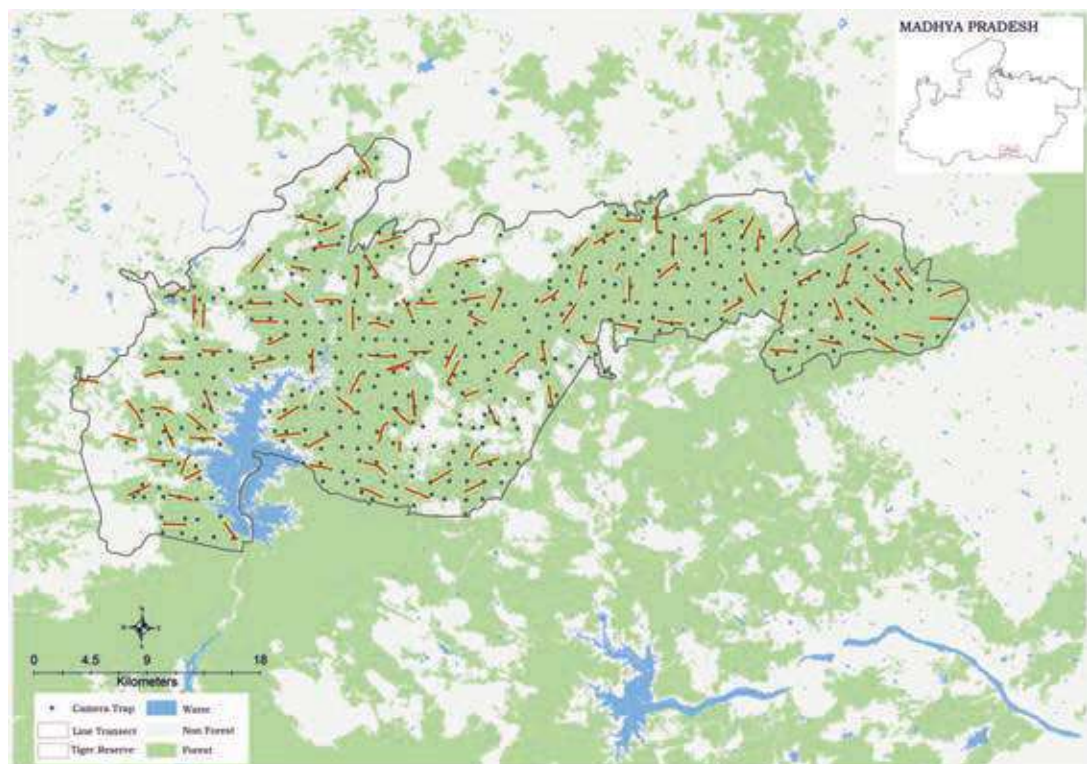 MADHYA PRADESH
N
0 4.5 9 18
Kilometers
Camera Trap
Water
Line Transect
Non Forest
Tiger Reserve
Forest